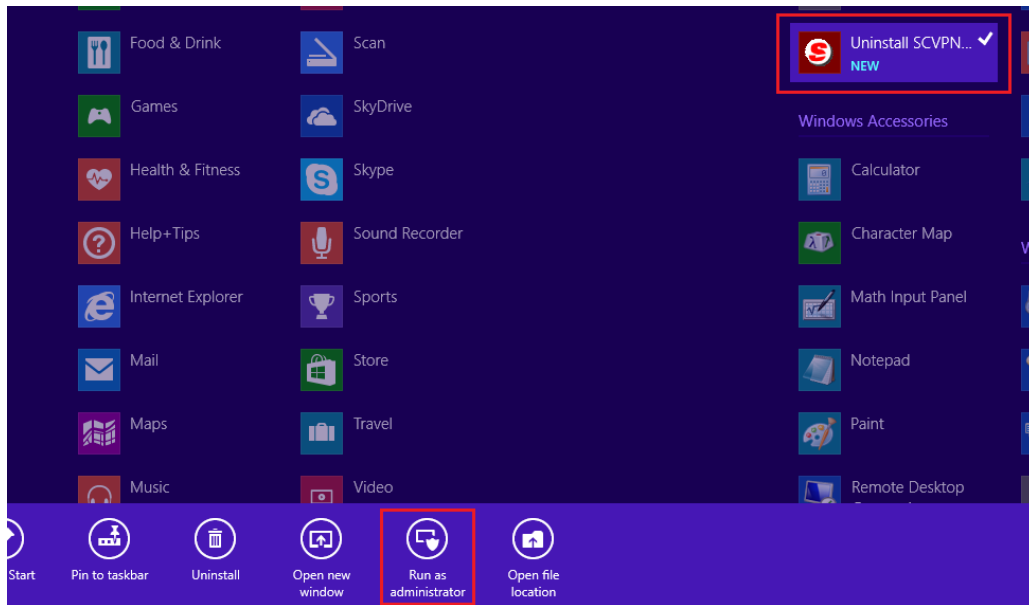 Food & Drink
Games
Health & Fitness
Help+Tips
Internet Explorer
Mail
Maps
Music
Scan
SkyDrive
Skype
Sound Recorder
Sports
Store
Travel
Video
Uninstall SCVPN...
NEW
Windows Accessories
Calculator
Character Map
Math Input Panel
Notepad
Paint
Remote Desktop
Start
Pin to taskbar
Uninstall
Open new
window
Run as
administrator
Open file
location